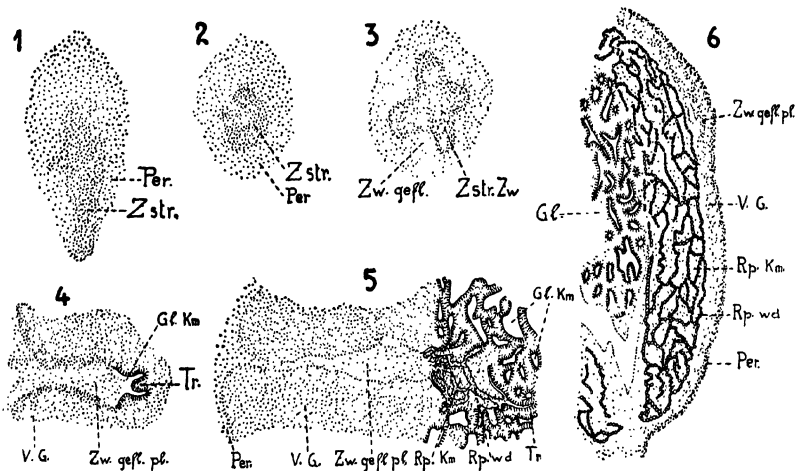 1
Per.
Z str.
2
Z str.
Per
3
Zw. gefl.
Z str. Zw
4
Gl. Km
Tr.
V. G.
Zw. gefl. pl.
5
Gl. Km
Per.
V. G.
Zw. gefl pl.
Rp. Km
Rp. wd
Tr
6
Zw. gefl pl.
Gl.
V. G.
Rp. Km.
Rp. wd
Per.